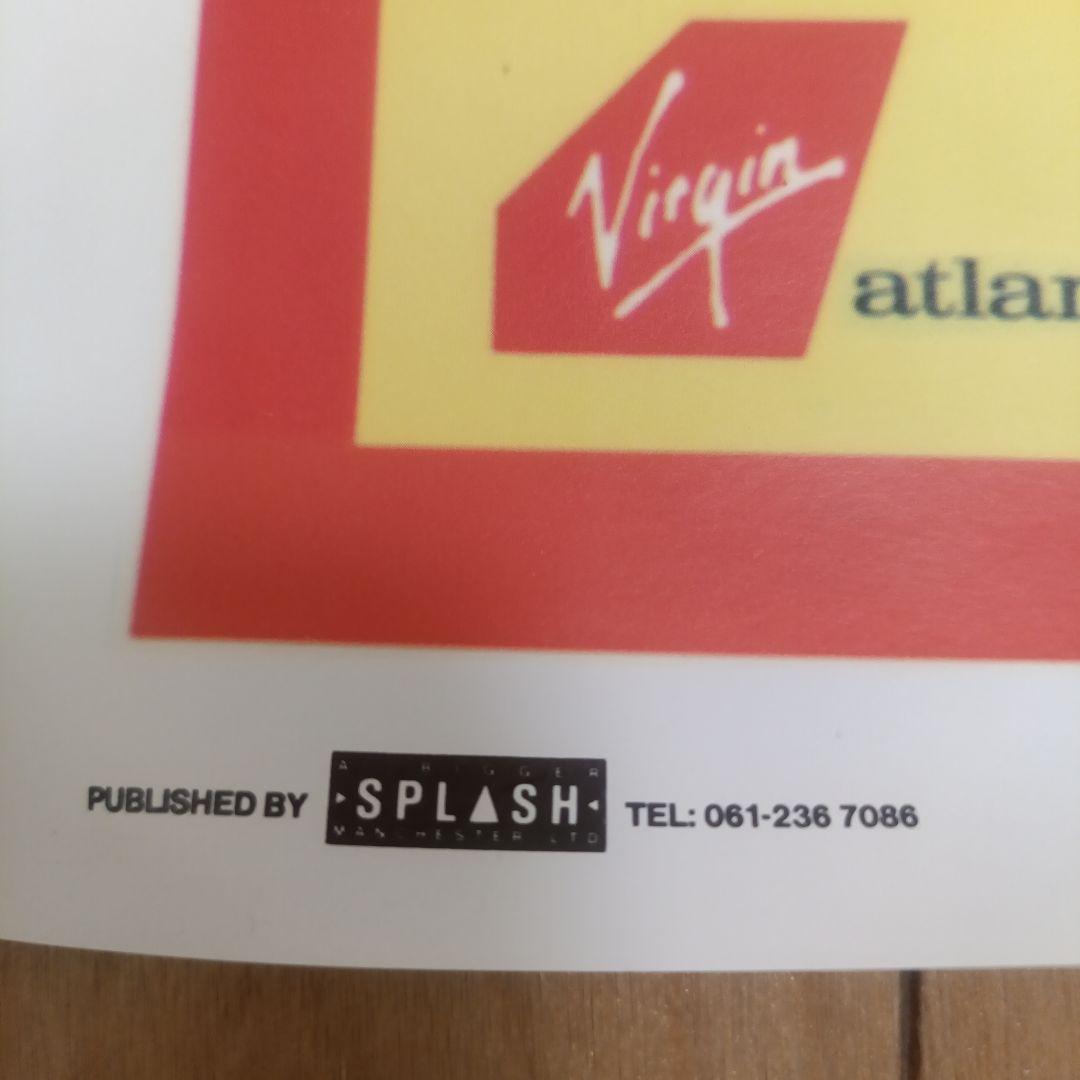 Virgin
atlan
PUBLISHED BY
A BIGGER
SPLASH
MANCHESTER LTD
TEL: 061-236 7086